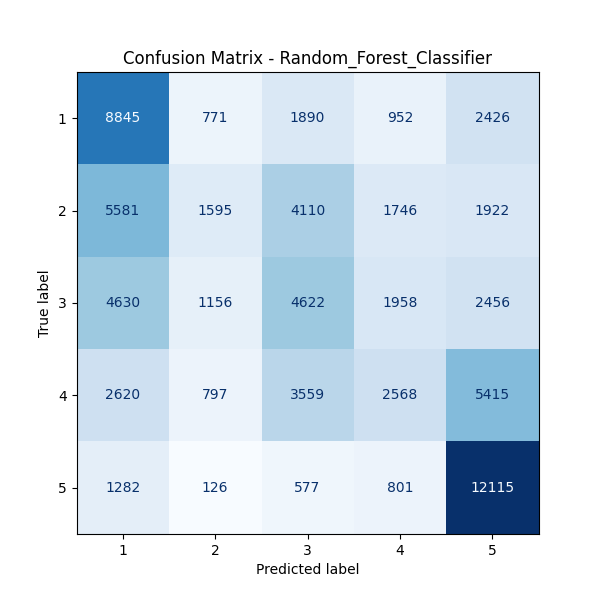 Confusion Matrix - Random_Forest_Classifier
1 8845 771 1890 952 2426
2 5581 1595 4110 1746 1922
3 4630 1156 4622 1958 2456
4 2620 797 3559 2568 5415
5 1282 126 577 801 12115
1 2 3 4 5
True label
Predicted label